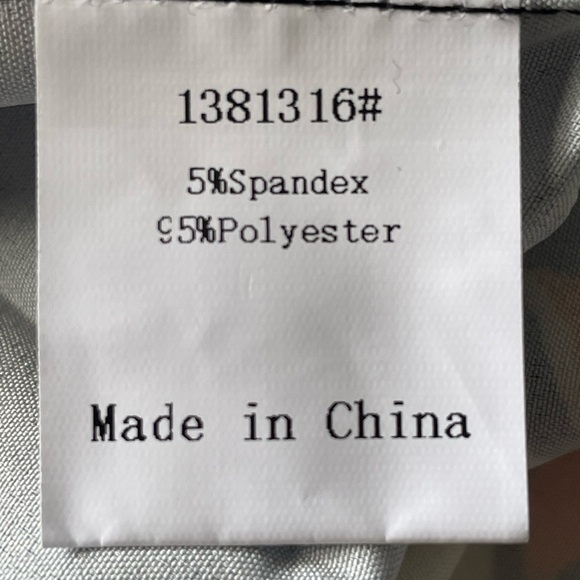 1381316#
5%Spandex
95%Polyester
Made in China